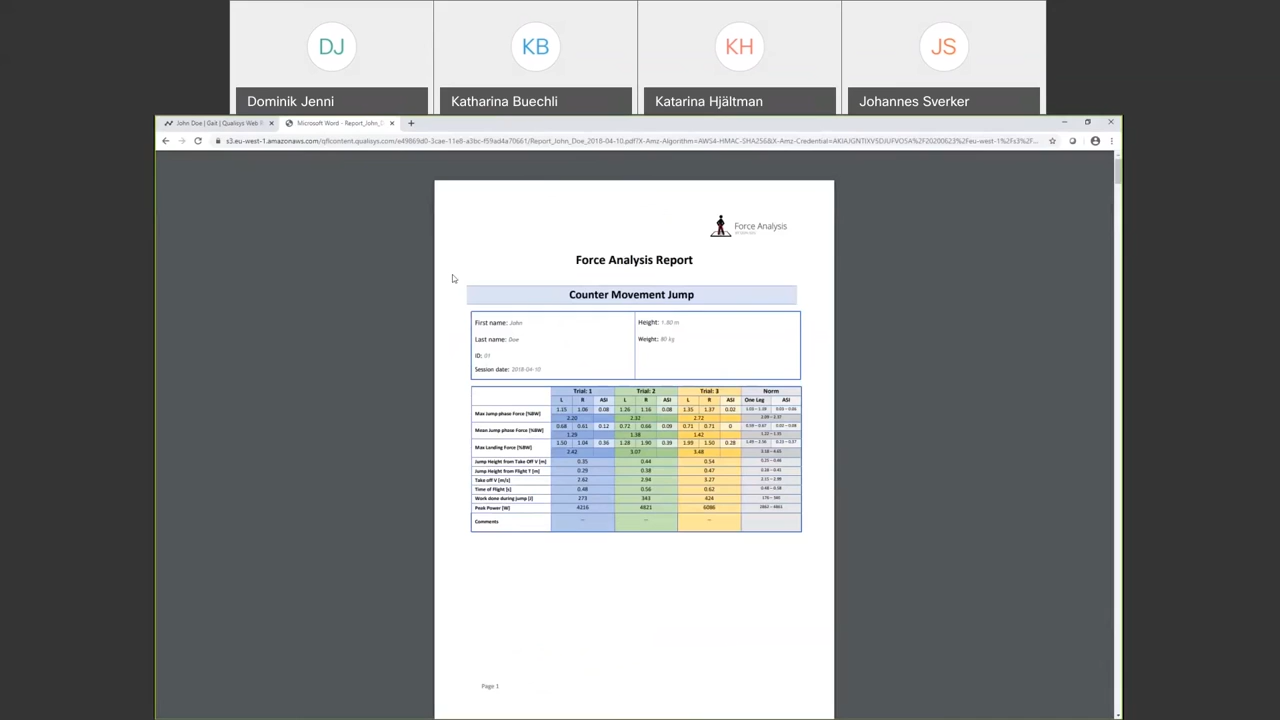 DJ KB KH JS
Dominik Jenni Katharina Buechli Katarina Hjältman Johannes Sverker
John Doe | Gait | Qualisys Web R
Microsoft Word - Report_John_D
Force Analysis
Force Analysis Report
Counter Movement Jump
First name: John Height: 1.80 m
Last name: Doe Weight: 80 kg
ID: 01
Session date: 2018-04-10
Trial: 1 Trial: 2 Trial: 3 Norm
L R ASI L R ASI L R ASI One Leg ASI
Max Jump phase Force [%BW] 1.15 1.06 0.08 1.26 1.16 0.08 1.35 1.37 0.02
2.20 2.32 2.72
Mean Jump phase Force [%BW] 0.68 0.61 0.12 0.72 0.66 0.09 0.71 0.71 0
1.29 1.38 1.42
Max Landing Force [%BW] 1.50 1.04 0.36 1.28 1.90 0.39 1.99 1.50 0.28
2.42 3.07 3.48
Jump Height from Take Off V [m] 0.35 0.44 0.54
Jump Height from Flight T [m] 0.29 0.38 0.47
Take off V [m/s] 2.62 2.94 3.27
Time of Flight [s] 0.48 0.56 0.62
Work done during jump [J] 273 343 424
Peak Power [W] 4216 4821 6086
Comments -- -- --
Page 1